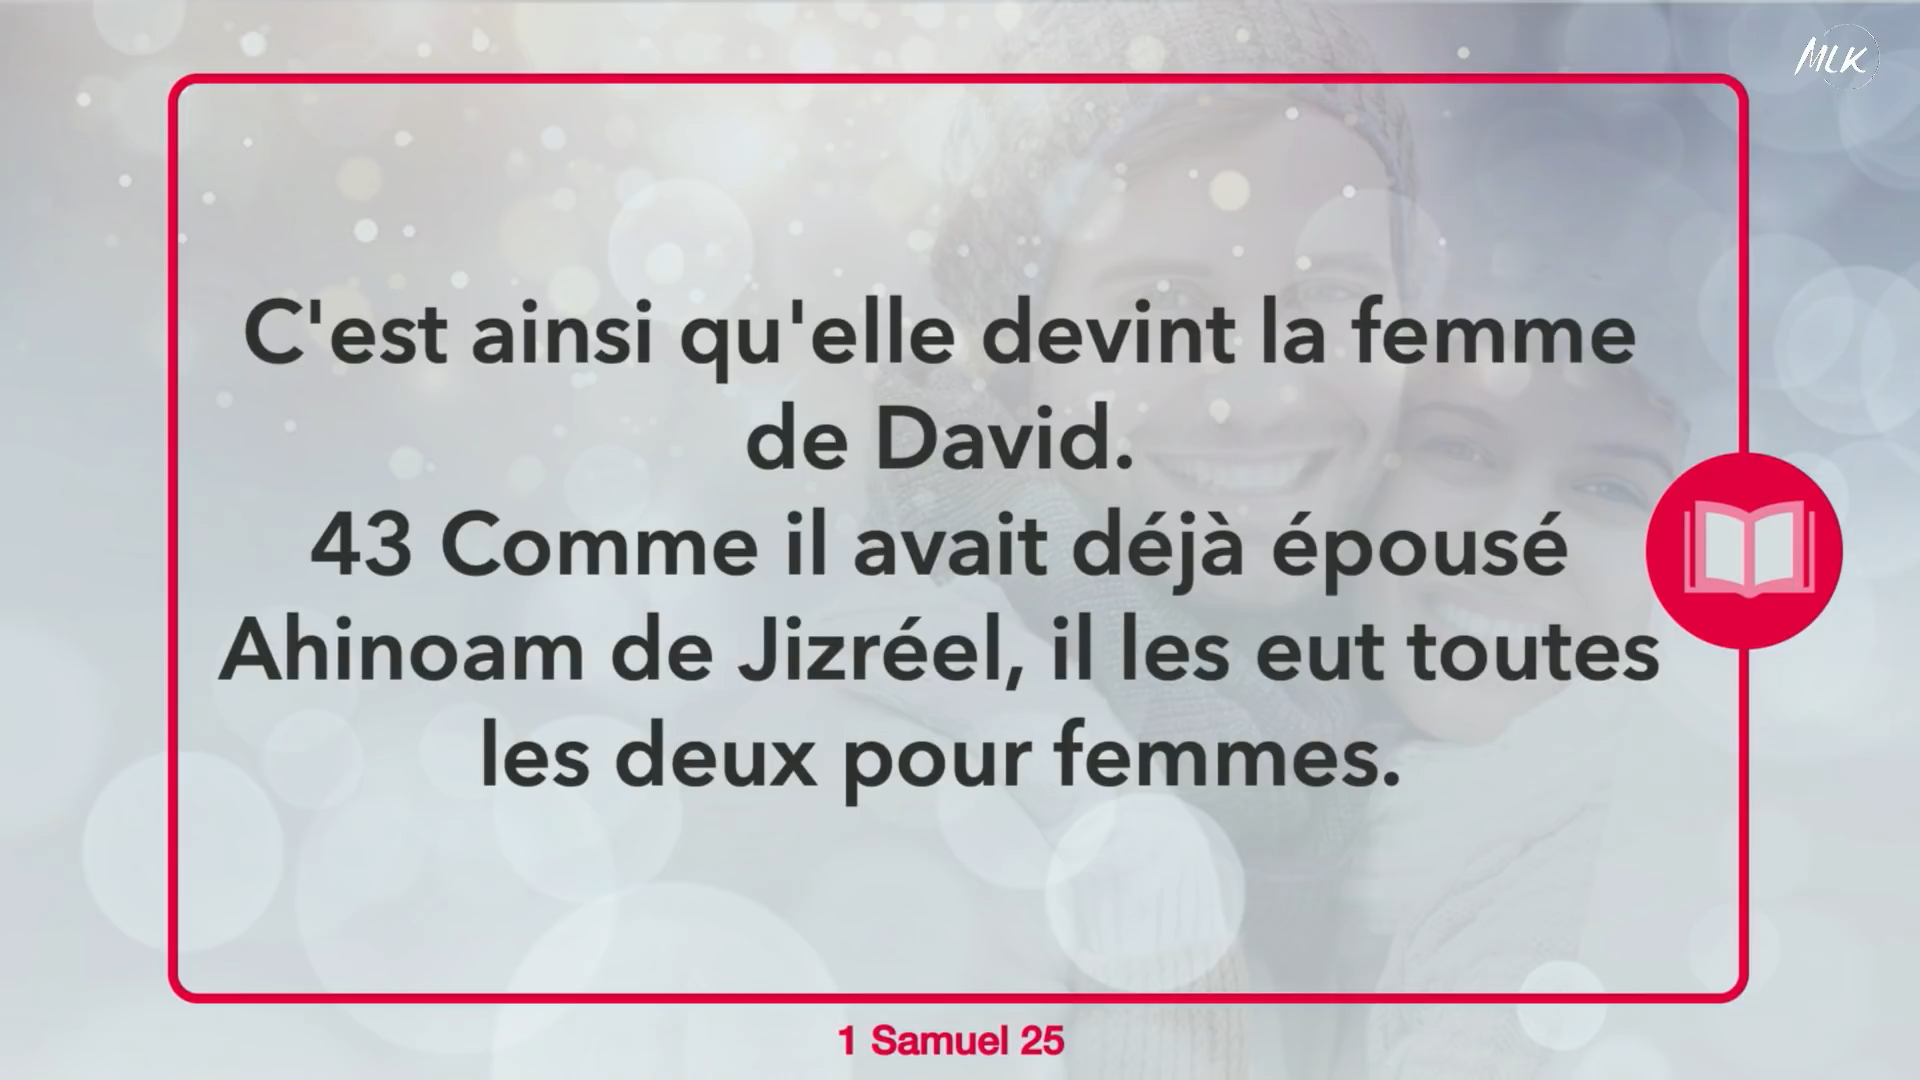 MLK
C'est ainsi qu'elle devint la femme
de David.
43 Comme il avait déjà épousé
Ahinoam de Jizréel, il les eut toutes
les deux pour femmes.
1 Samuel 25